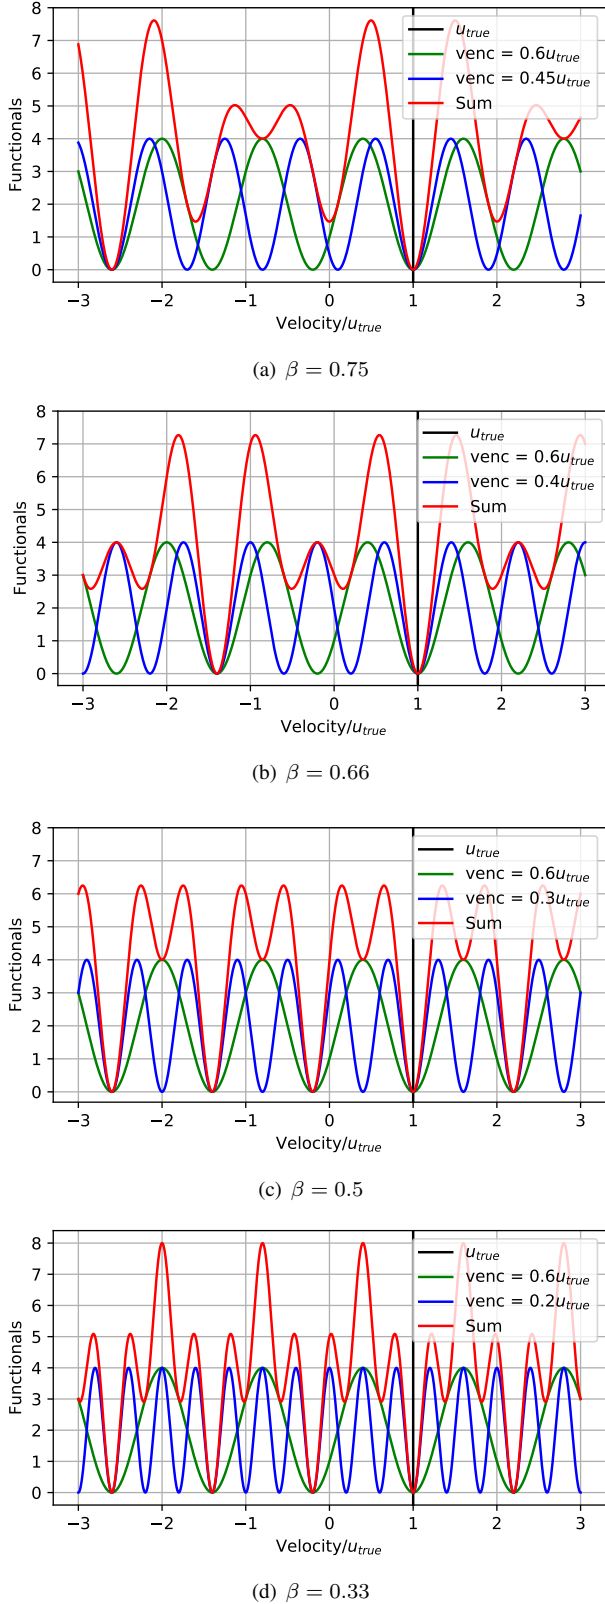 8
7
6
5
4
3
2
1
0
Functionals
u_true
venc = 0.6u_true
venc = 0.45u_true
Sum
−3 −2 −1 0 1 2 3
Velocity/u_true
(a) β = 0.75
8
7
6
5
4
3
2
1
0
Functionals
u_true
venc = 0.6u_true
venc = 0.4u_true
Sum
−3 −2 −1 0 1 2 3
Velocity/u_true
(b) β = 0.66
8
7
6
5
4
3
2
1
0
Functionals
u_true
venc = 0.6u_true
venc = 0.3u_true
Sum
−3 −2 −1 0 1 2 3
Velocity/u_true
(c) β = 0.5
8
7
6
5
4
3
2
1
0
Functionals
u_true
venc = 0.6u_true
venc = 0.2u_true
Sum
−3 −2 −1 0 1 2 3
Velocity/u_true
(d) β = 0.33